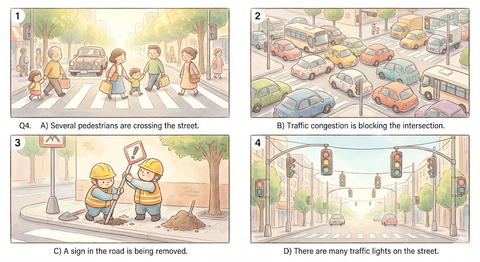 1
2
Q4. A) Several pedestrians are crossing the street.
B) Traffic congestion is blocking the intersection.
3
4
C) A sign in the road is being removed.
D) There are many traffic lights on the street.